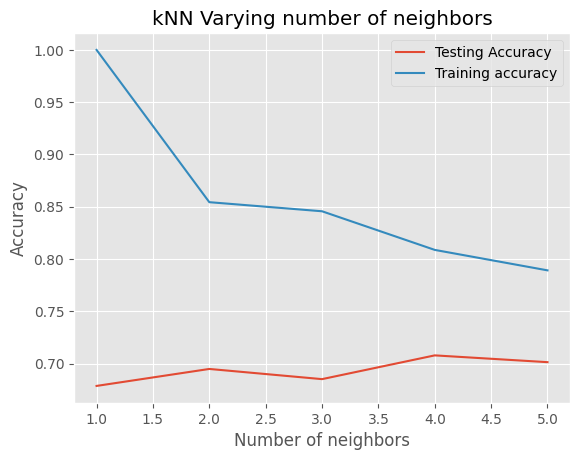 kNN Varying number of neighbors
Testing Accuracy
Training accuracy
Accuracy
1.00
0.95
0.90
0.85
0.80
0.75
0.70
1.0 1.5 2.0 2.5 3.0 3.5 4.0 4.5 5.0
Number of neighbors